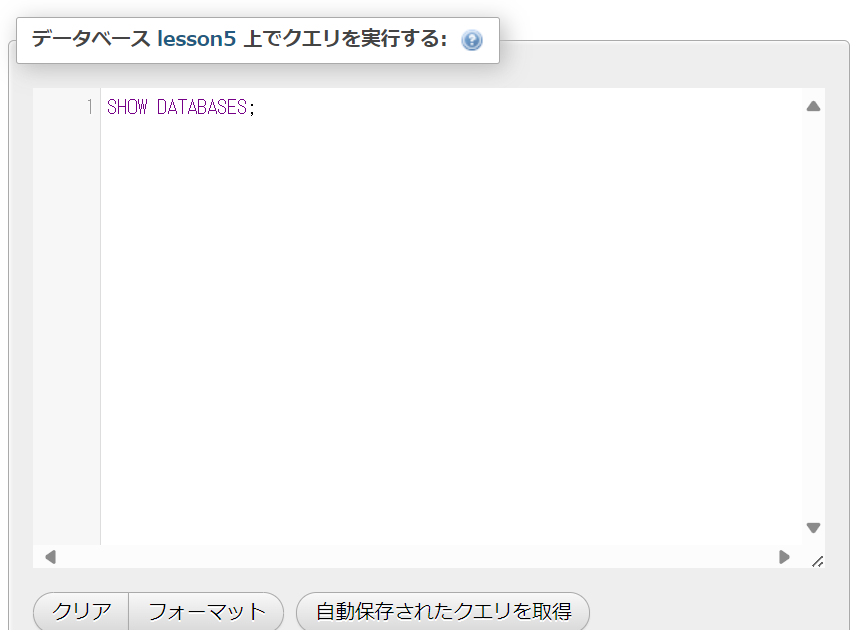 データベース lesson5 上でクエリを実行する:
1 SHOW DATABASES;
クリア フォーマット 自動保存されたクエリを取得